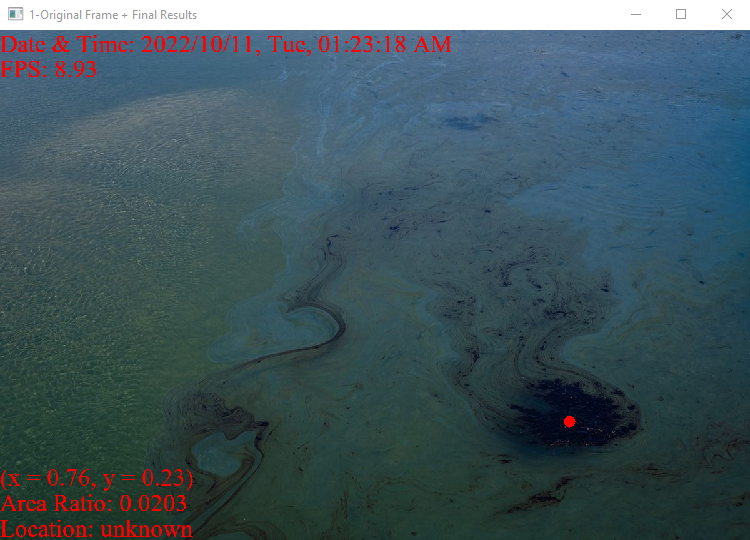 1-Original Frame + Final Results
Date & Time: 2022/10/11, Tue, 01:23:18 AM
FPS: 8.93
(x = 0.76, y = 0.23)
Area Ratio: 0.0203
Location: unknown